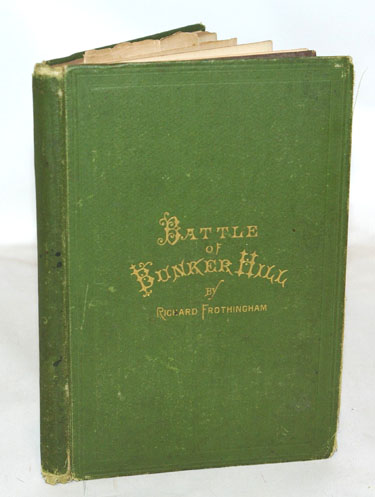 BATTLE
OF
BUNKER HILL
BY
RICHARD FROTHINGHAM